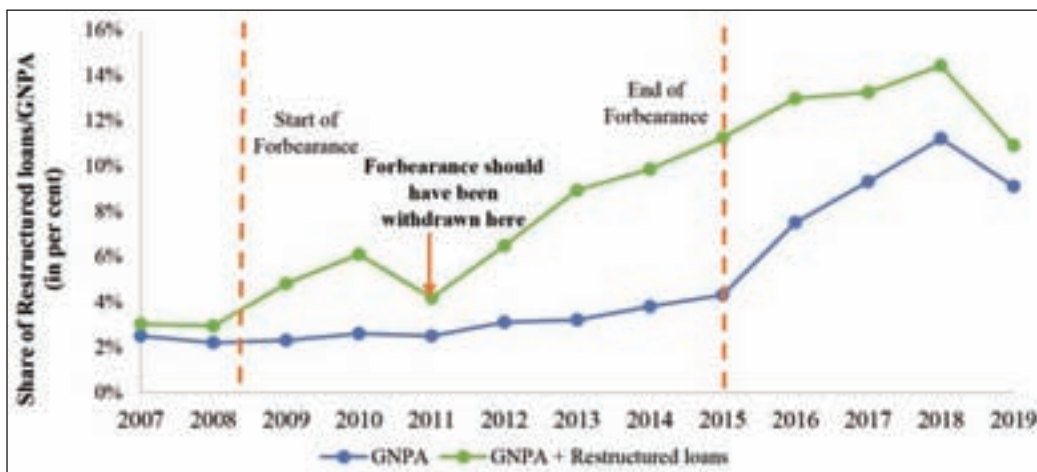 16%
14%
12%
10%
8%
6%
4%
2%
0%
Share of Restructured loans/GNPA
(in per cent)
Start of
Forbearance
Forbearance should
have been
withdrawn here
End of
Forbearance
2007 2008 2009 2010 2011 2012 2013 2014 2015 2016 2017 2018 2019
GNPA GNPA + Restructured loans